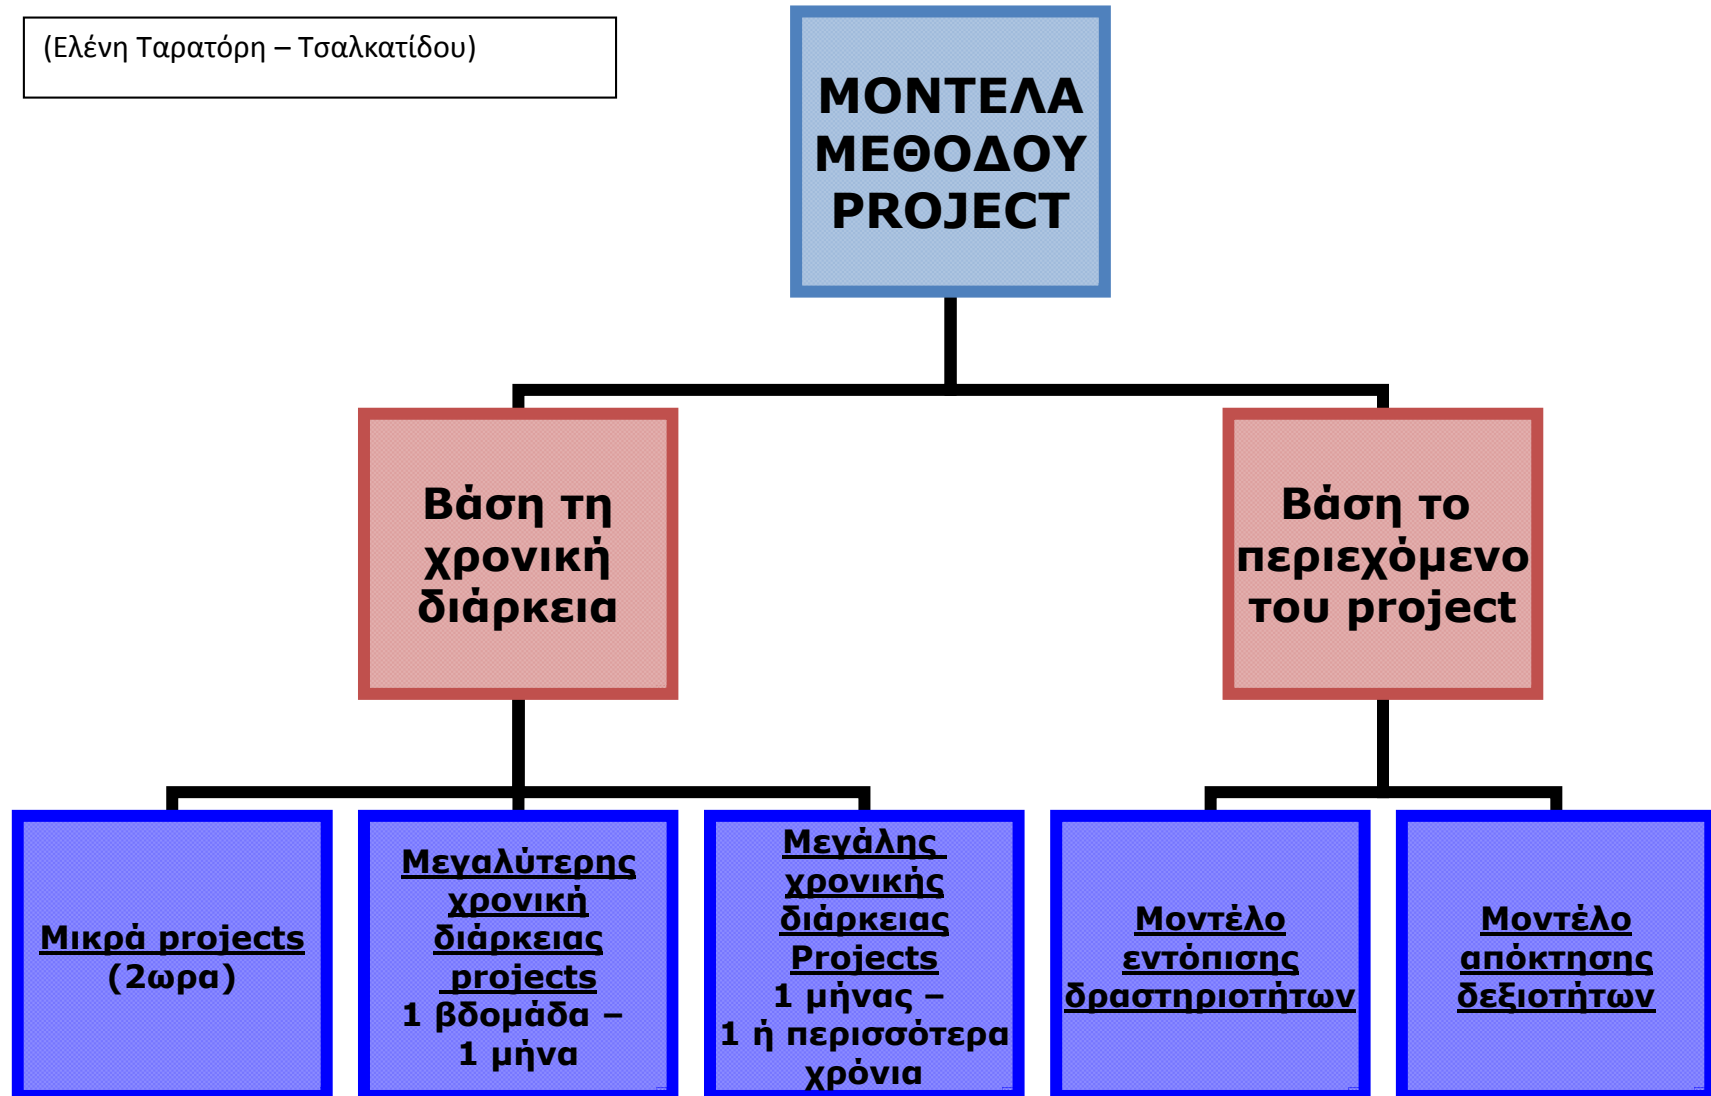 (Ελένη Ταρατόρη – Τσαλκατίδου)
ΜΟΝΤΕΛΑ
ΜΕΘΟΔΟΥ
PROJECT
Βάση τη
χρονική
διάρκεια
Βάση το
περιεχόμενο
του project
Μικρά projects
(2ωρα)
Μεγαλύτερης
χρονική
διάρκειας
projects
1 βδομάδα –
1 μήνα
Μεγάλης
χρονικής
διάρκειας
Projects
1 μήνας –
1 ή περισσότερα
χρόνια
Μοντέλο
εντόπισης
δραστηριοτήτων
Μοντέλο
απόκτησης
δεξιοτήτων